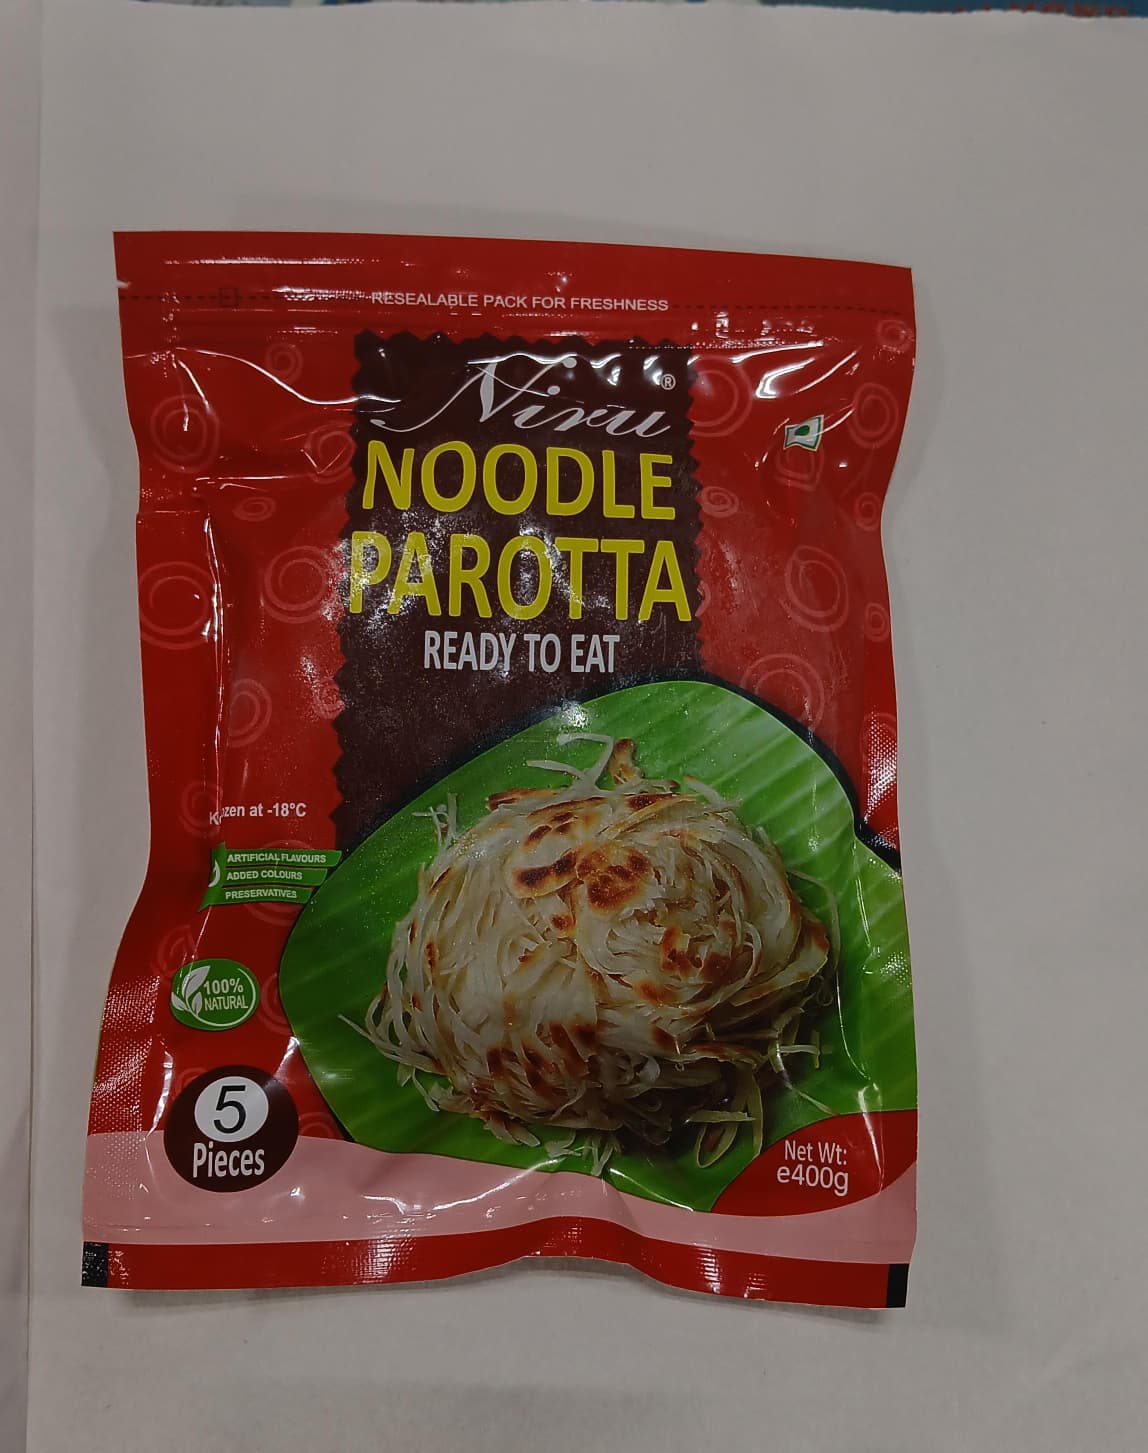 RESEALABLE PACK FOR FRESHNESS
Niru®
NOODLE
PAROTTA
READY TO EAT
at -18°C
ARTIFICIAL FLAVOURS
ADDED COLOURS
PRESERVATIVES
100%
NATURAL
5
Pieces
Net Wt:
e400g